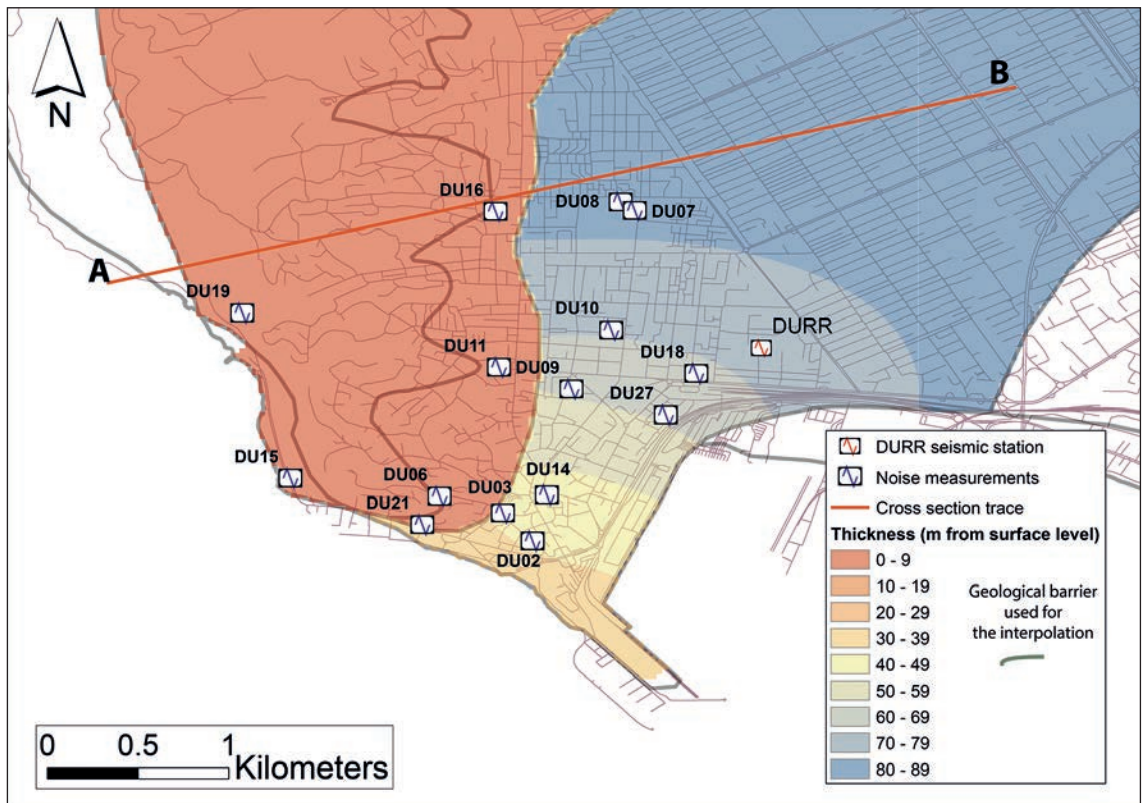 N
B
A
DU16
DU08
DU07
DU19
DU10
DURR
DU11
DU09
DU18
DU27
DU15
DU06
DU03
DU14
DU21
DU02
DURR seismic station
Noise measurements
Cross section trace
Thickness (m from surface level)
0 - 9
10 - 19
20 - 29
30 - 39
40 - 49
50 - 59
60 - 69
70 - 79
80 - 89
Geological barrier
used for
the interpolation
0 0.5 1
Kilometers